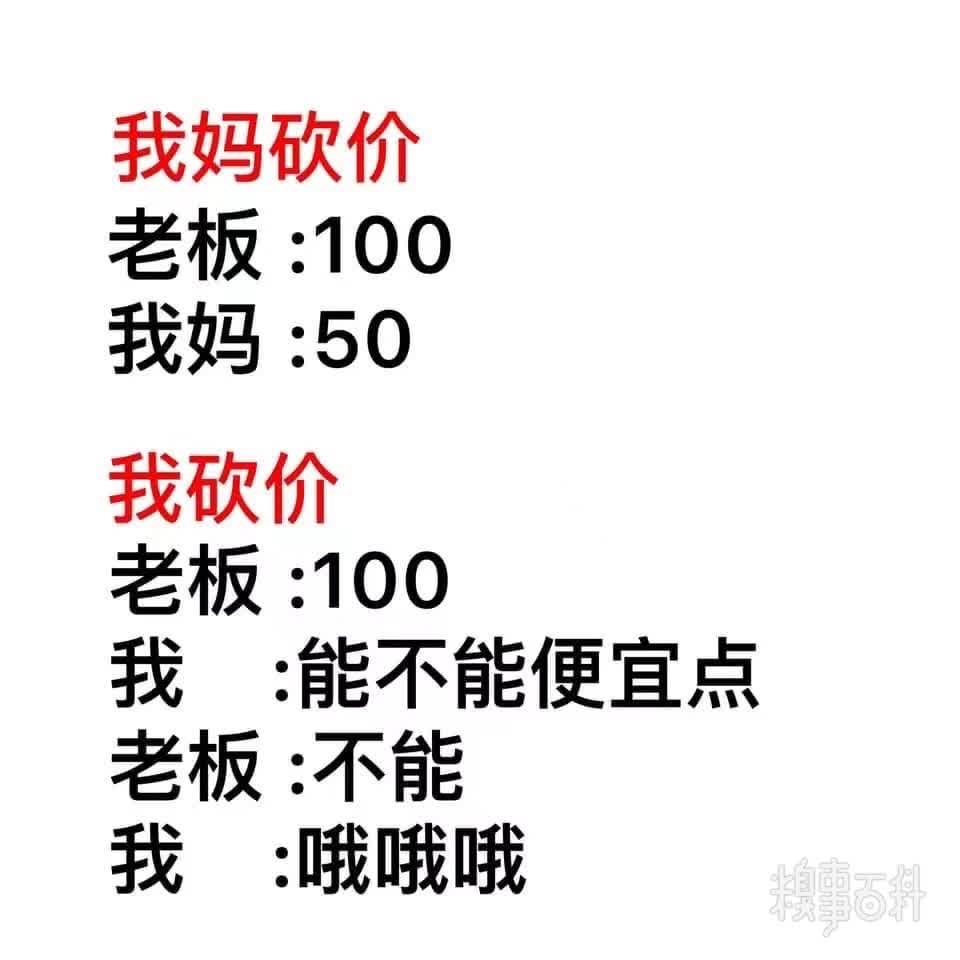 我妈砍价
老板 :100
我妈 :50
我砍价
老板 :100
我 :能不能便宜点
老板 :不能
我 :哦哦哦
糗事百科